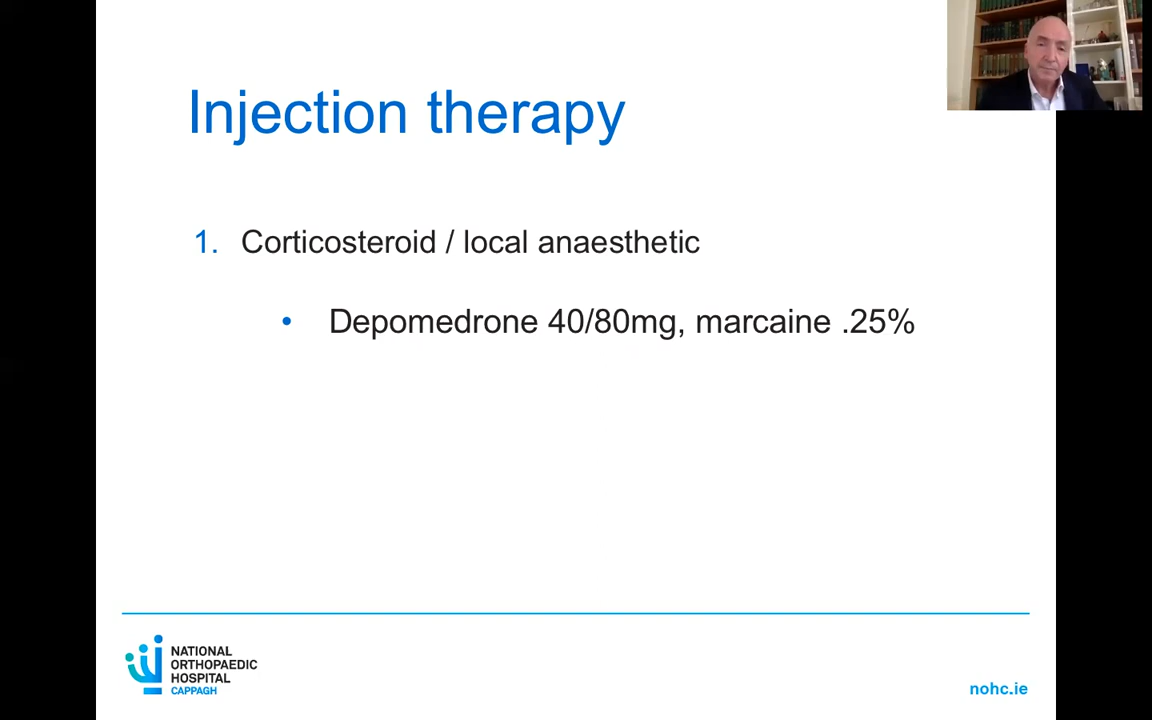 Injection therapy
1. Corticosteroid / local anaesthetic
• Depomedrone 40/80mg, marcaine .25%
NATIONAL
ORTHOPAEDIC
HOSPITAL
CAPPAGH
nohc.ie